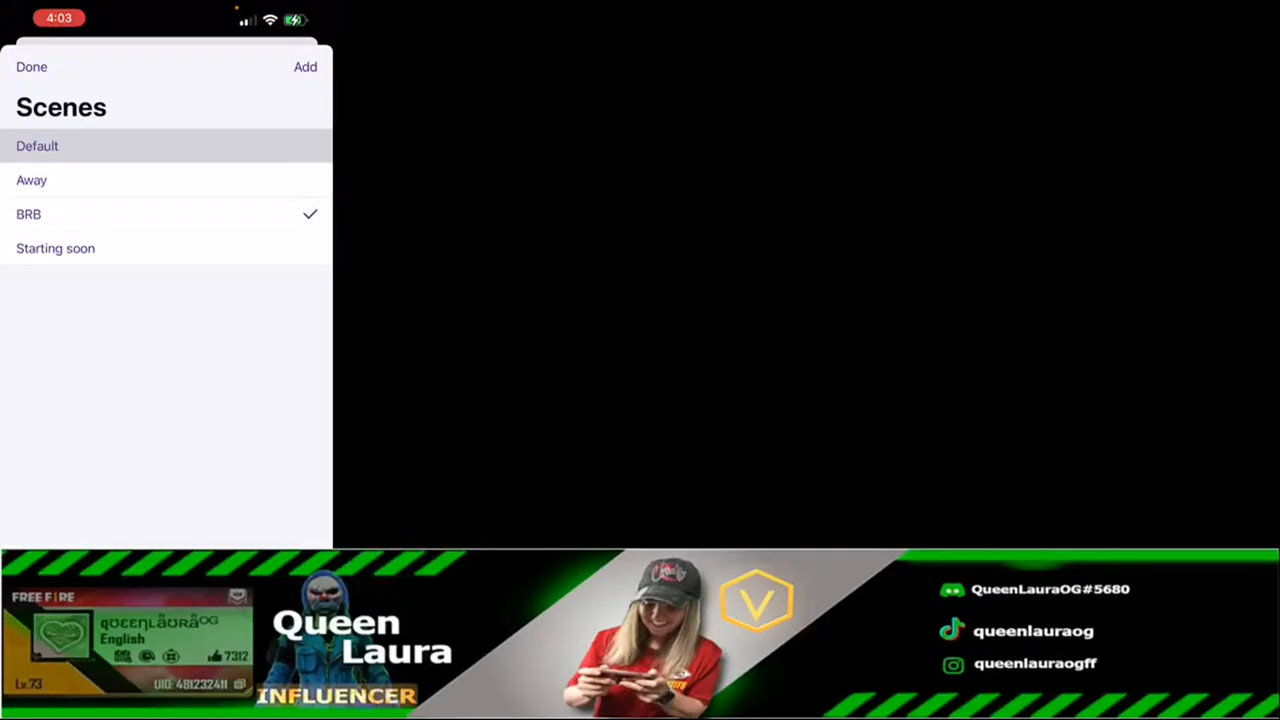 4:03
Done
Add
Scenes
Default
Away
BRB
Starting soon
FREE FIRE
qυєєηLåυʀåᴼᴳ
English
7312
Lv.73
UID: 481232411
Queen
Laura
INFLUENCER
V
QueenLauraOG#5680
queenlauraog
queenlauraogff